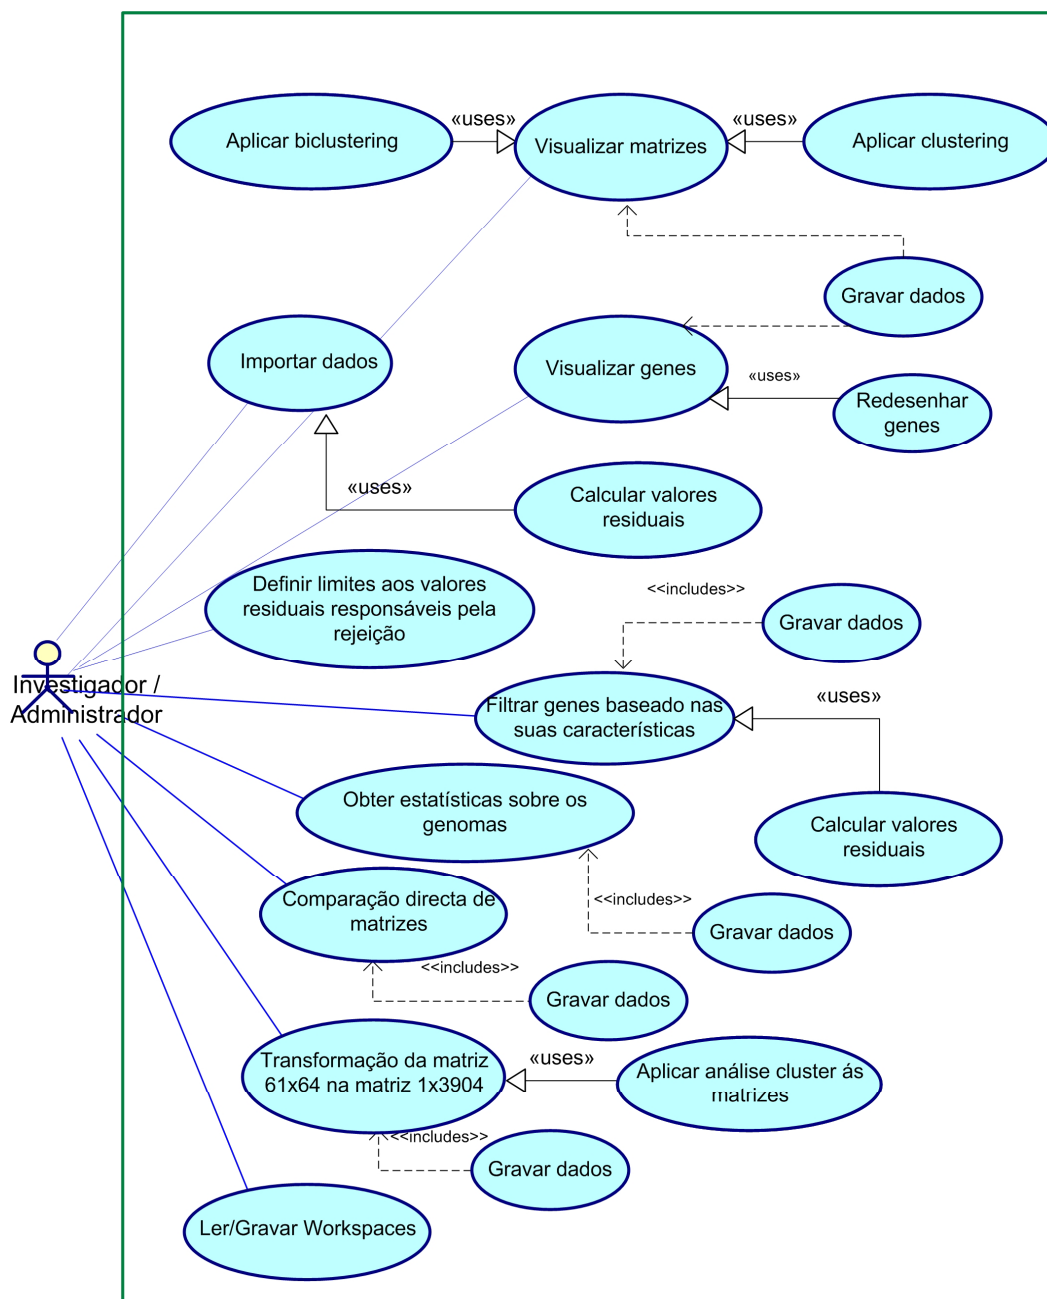 «uses»
«uses»
Aplicar biclustering
Visualizar matrizes
Aplicar clustering
Gravar dados
Importar dados
Visualizar genes
«uses»
Redesenhar
genes
«uses»
Calcular valores
residuais
Definir limites aos valores
residuais responsáveis pela
rejeição
<<includes>>
Gravar dados
Investigador /
Administrador
Filtrar genes baseado nas
suas características
«uses»
Obter estatísticas sobre os
genomas
Calcular valores
residuais
Comparação directa de
matrizes
<<includes>>
Gravar dados
<<includes>>
Gravar dados
Transformação da matriz
61x64 na matriz 1x3904
«uses»
Aplicar análise cluster ás
matrizes
<<includes>>
Gravar dados
Ler/Gravar Workspaces